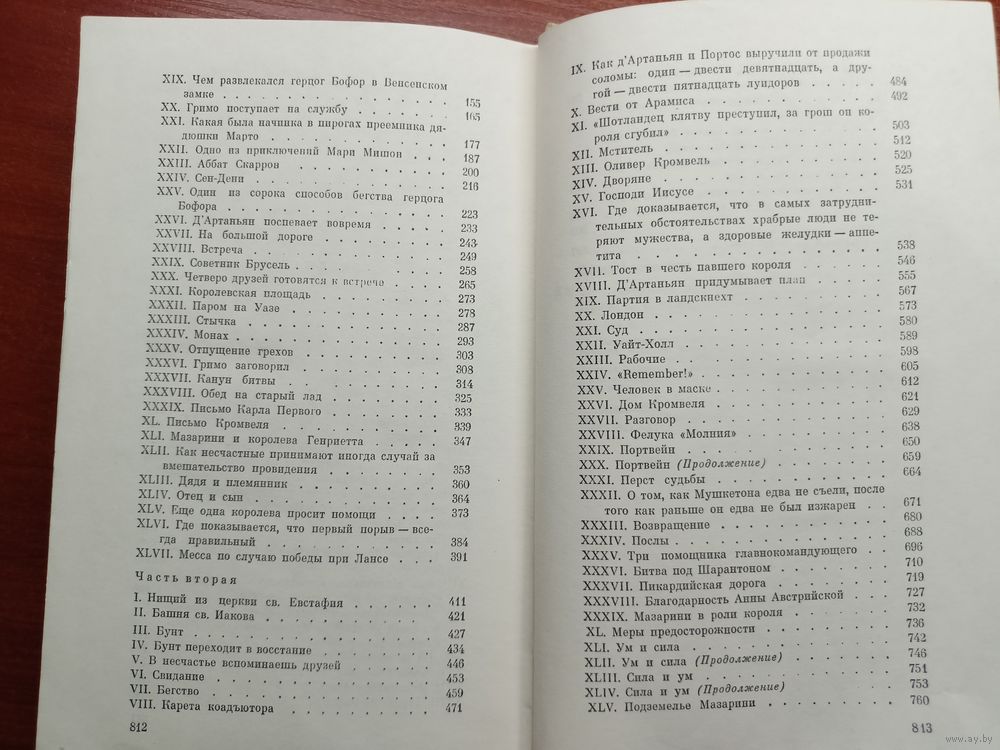 XIX. Чем развлекался герцог Бофор в Венсенском
замке . . . . . . . . . . . . . . . 155
XX. Гримо поступает на службу . . . . . . . 165
XXI. Какая была начинка в пирогах преемника дя-
дюшки Марто . . . . . . . . . . . . 177
XXII. Одно из приключений Мари Мишон . . . 187
XXIII. Аббат Скаррон . . . . . . . . . . . 200
XXIV. Сен-Дени . . . . . . . . . . . . . 216
XXV. Один из сорока способов бегства герцога
Бофора . . . . . . . . . . . . . . 223
XXVI. Д'Артаньян поспевает вовремя . . . . . 233
XXVII. На большой дороге . . . . . . . . . 243
XXVIII. Встреча . . . . . . . . . . . . . 249
XXIX. Советник Брусель . . . . . . . . . . 258
XXX. Четверо друзей готовятся к встрече . . . . 265
XXXI. Королевская площадь . . . . . . . . 273
XXXII. Паром на Уазе . . . . . . . . . . . 278
XXXIII. Стычка . . . . . . . . . . . . . 287
XXXIV. Монах . . . . . . . . . . . . . . 293
XXXV. Отпущение грехов . . . . . . . . . . 303
XXXVI. Гримо заговорил . . . . . . . . . . 308
XXXVII. Канун битвы . . . . . . . . . . . 314
XXXVIII. Обед на старый лад . . . . . . . . 325
XXXIX. Письмо Карла Первого . . . . . . . . 333
XL. Письмо Кромвеля . . . . . . . . . . . 339
XLI. Мазарини и королева Генриетта . . . . . 347
XLII. Как несчастные принимают иногда случай за
вмешательство провидения . . . . . . . 353
XLIII. Дядя и племянник . . . . . . . . . . 360
XLIV. Отец и сын . . . . . . . . . . . . . 364
XLV. Еще одна королева просит помощи . . . . 373
XLVI. Где показывается, что первый порыв — все-
гда правильный . . . . . . . . . . . . 384
XLVII. Месса по случаю победы при Лансе . . . 391
Часть вторая
I. Нищий из церкви св. Евстафия . . . . . . 411
II. Башня св. Иакова . . . . . . . . . . . 421
III. Бунт . . . . . . . . . . . . . . . . 427
IV. Бунт переходит в восстание . . . . . . . 434
V. В несчастье вспоминаешь друзей . . . . . . 446
VI. Свидание . . . . . . . . . . . . . . 453
VII. Бегство . . . . . . . . . . . . . . 459
VIII. Карета коадъютора . . . . . . . . . . 471
812
IX. Как д'Артаньян и Портос выручили от продажи
соломы: один — двести девятнадцать, а дру-
гой — двести пятнадцать луидоров . . . . 484
X. Вести от Арамиса . . . . . . . . . . . 492
XI. «Шотландец клятву преступил, за грош он ко-
роля сгубил» . . . . . . . . . . . . . 503
XII. Мститель . . . . . . . . . . . . . . 512
XIII. Оливер Кромвель . . . . . . . . . . 520
XIV. Дворяне . . . . . . . . . . . . . . 525
XV. Господи Иисусе . . . . . . . . . . . . 531
XVI. Где доказывается, что в самых затрудни-
тельных обстоятельствах храбрые люди не те-
ряют мужества, а здоровые желудки — аппе-
тита . . . . . . . . . . . . . . . . 538
XVII. Тост в честь павшего короля . . . . . . 546
XVIII. Д'Артаньян придумывает план . . . . . 555
XIX. Партия в ландскнехт . . . . . . . . . 567
XX. Лондон . . . . . . . . . . . . . . . 573
XXI. Суд . . . . . . . . . . . . . . . . 580
XXII. Уайт-Холл . . . . . . . . . . . . . 589
XXIII. Рабочие . . . . . . . . . . . . . . 598
XXIV. «Remember!» . . . . . . . . . . . . 605
XXV. Человек в маске . . . . . . . . . . . 612
XXVI. Дом Кромвеля . . . . . . . . . . . . 621
XXVII. Разговор . . . . . . . . . . . . . 629
XXVIII. Фелука «Молния» . . . . . . . . . . 638
XXIX. Портвейн . . . . . . . . . . . . . . 650
XXX. Портвейн (Продолжение) . . . . . . . . 659
XXXI. Перст судьбы . . . . . . . . . . . . 664
XXXII. О том, как Мушкетона едва не съели, после
того как раньше он едва не был изжарен . . 671
XXXIII. Возвращение . . . . . . . . . . . . 680
XXXIV. Послы . . . . . . . . . . . . . . . 688
XXXV. Три помощника главнокомандующего . . 696
XXXVI. Битва под Шарантоном . . . . . . . . 710
XXXVII. Пикардийская дорога . . . . . . . . 719
XXXVIII. Благодарность Анны Австрийской . . . 727
XXXIX. Мазарини в роли короля . . . . . . . 732
XL. Меры предосторожности . . . . . . . . . 736
XLI. Ум и сила . . . . . . . . . . . . . . 742
XLII. Ум и сила (Продолжение) . . . . . . . . 746
XLIII. Сила и ум . . . . . . . . . . . . . 751
XLIV. Сила и ум (Продолжение) . . . . . . . 753
XLV. Подземелье Мазарини . . . . . . . . . 760
813
www.ay.by